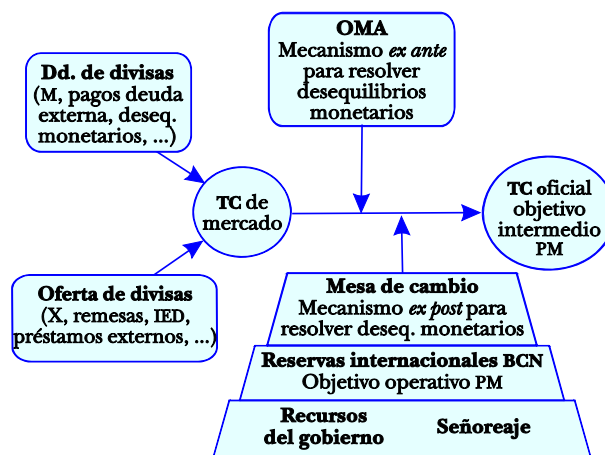 OMA
Mecanismo ex ante
para resolver
desequilibrios
monetarios
Dd. de divisas
(M, pagos deuda
externa, deseq.
monetarios, ...)
TC de
mercado
TC oficial
objetivo
intermedio
PM
Oferta de divisas
(X, remesas, IED,
préstamos externos, ...)
Mesa de cambio
Mecanismo ex post para
resolver deseq. monetarios
Reservas internacionales BCN
Objetivo operativo PM
Recursos
del gobierno
Señoreaje